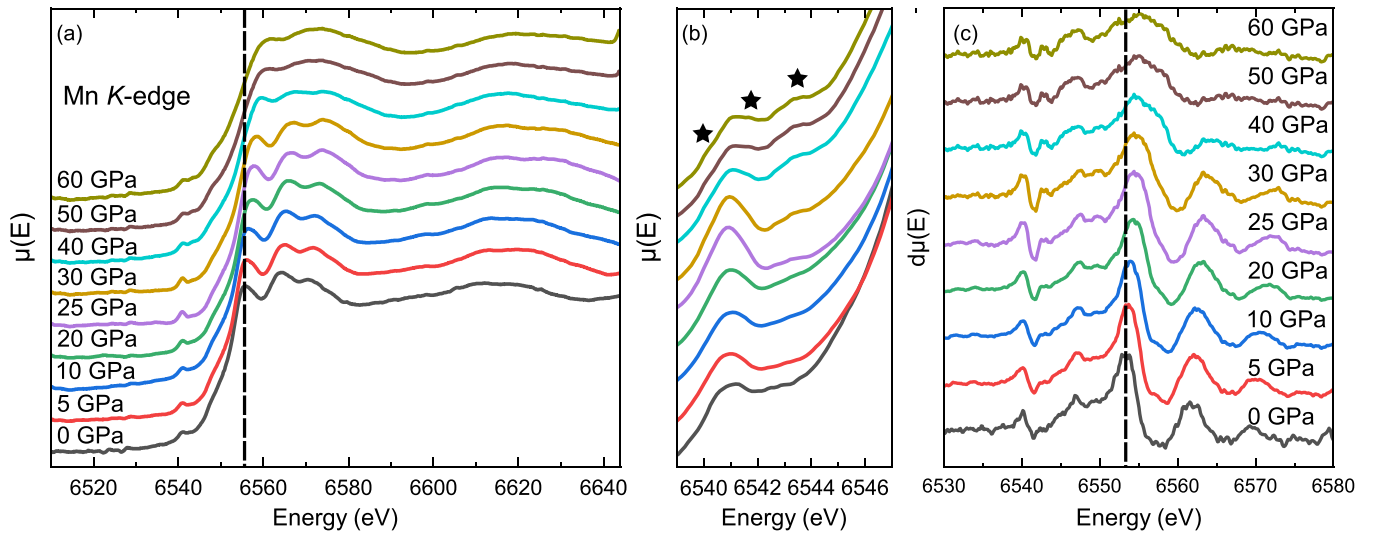 (a)
Mn K-edge
60 GPa
50 GPa
40 GPa
30 GPa
25 GPa
20 GPa
10 GPa
5 GPa
0 GPa
μ(E)
6520 6540 6560 6580 6600 6620 6640
Energy (eV)
(b)
μ(E)
6540 6542 6544 6546
Energy (eV)
(c)
60 GPa
50 GPa
40 GPa
30 GPa
25 GPa
20 GPa
10 GPa
5 GPa
0 GPa
dμ(E)
6530 6540 6550 6560 6570 6580
Energy (eV)